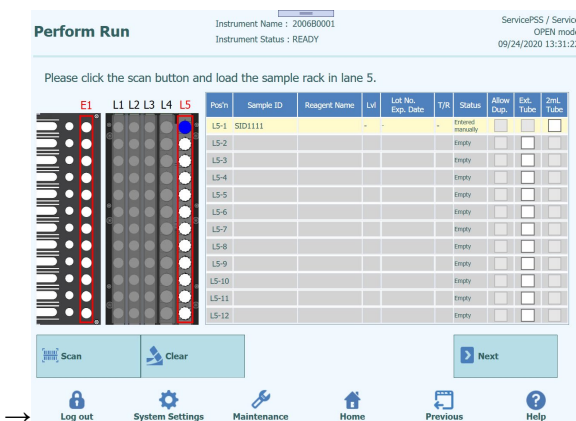 Perform Run
Instrument Name : 2006B0001
Instrument Status : READY
ServicePSS / Service
OPEN mode
09/24/2020 13:31:22
Please click the scan button and load the sample rack in lane 5.
E1 L1 L2 L3 L4 L5
Pos'n Sample ID Reagent Name Lvl Lot No. Exp. Date T/R Status Allow Dup. Ext. Tube 2mL Tube
L5-1 SID1111 - - - Entered manually
L5-2 Empty
L5-3 Empty
L5-4 Empty
L5-5 Empty
L5-6 Empty
L5-7 Empty
L5-8 Empty
L5-9 Empty
L5-10 Empty
L5-11 Empty
L5-12 Empty
Scan Clear Next
→ Log out System Settings Maintenance Home Previous Help